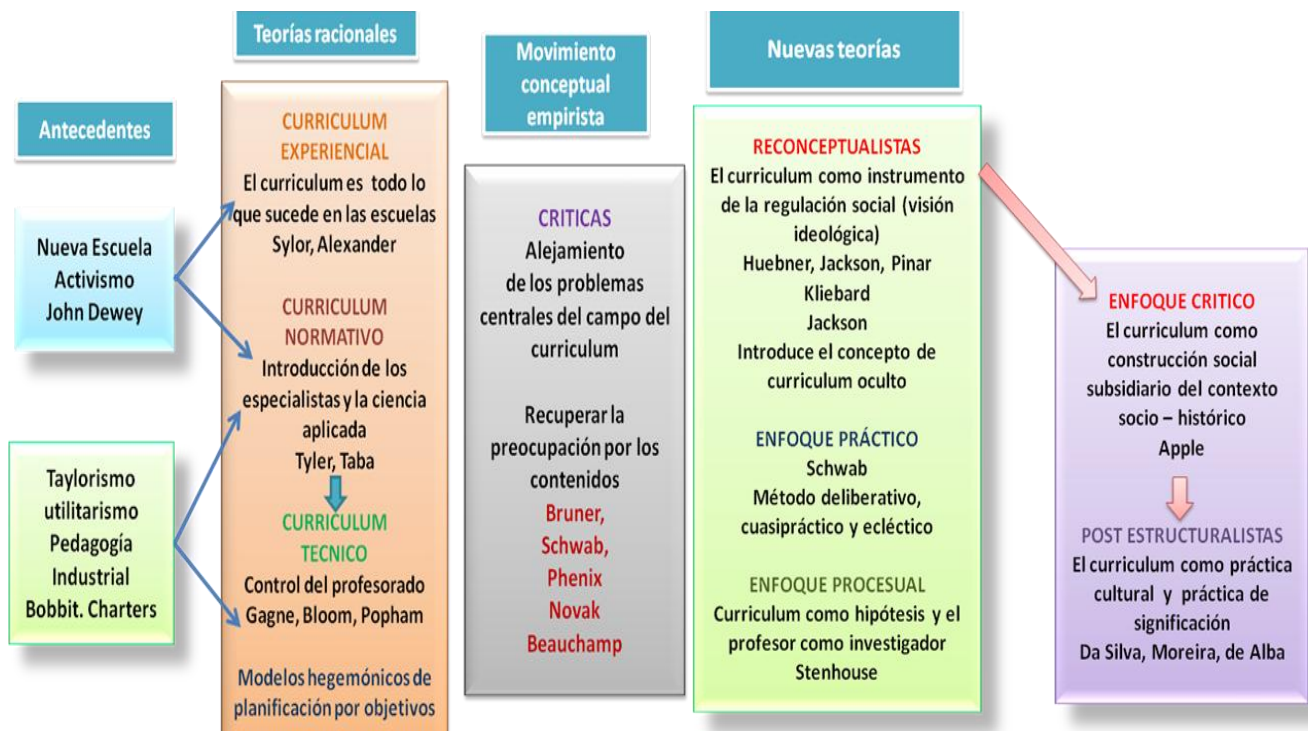 Antecedentes
Nueva Escuela
Activismo
John Dewey
Taylorismo
utilitarismo
Pedagogía
Industrial
Bobbit. Charters
Teorías racionales
CURRICULUM
EXPERIENCIAL
El curriculum es todo lo
que sucede en las escuelas
Sylor, Alexander
CURRICULUM
NORMATIVO
Introducción de los
especialistas y la ciencia
aplicada
Tyler, Taba
CURRICULUM
TECNICO
Control del profesorado
Gagne, Bloom, Popham
Modelos hegemónicos de
planificación por objetivos
Movimiento
conceptual
empirista
CRITICAS
Alejamiento
de los problemas
centrales del campo del
curriculum
Recuperar la
preocupación por los
contenidos
Bruner,
Schwab,
Phenix
Novak
Beauchamp
Nuevas teorías
RECONCEPTUALISTAS
El curriculum como instrumento
de la regulación social (visión
ideológica)
Huebner, Jackson, Pinar
Kliebard
Jackson
Introduce el concepto de
curriculum oculto
ENFOQUE PRÁCTICO
Schwab
Método deliberativo,
cuasipráctico y ecléctico
ENFOQUE PROCESUAL
Curriculum como hipótesis y el
profesor como investigador
Stenhouse
ENFOQUE CRITICO
El curriculum como
construcción social
subsidiario del contexto
socio – histórico
Apple
POST ESTRUCTURALISTAS
El curriculum como práctica
cultural y práctica de
significación
Da Silva, Moreira, de Alba